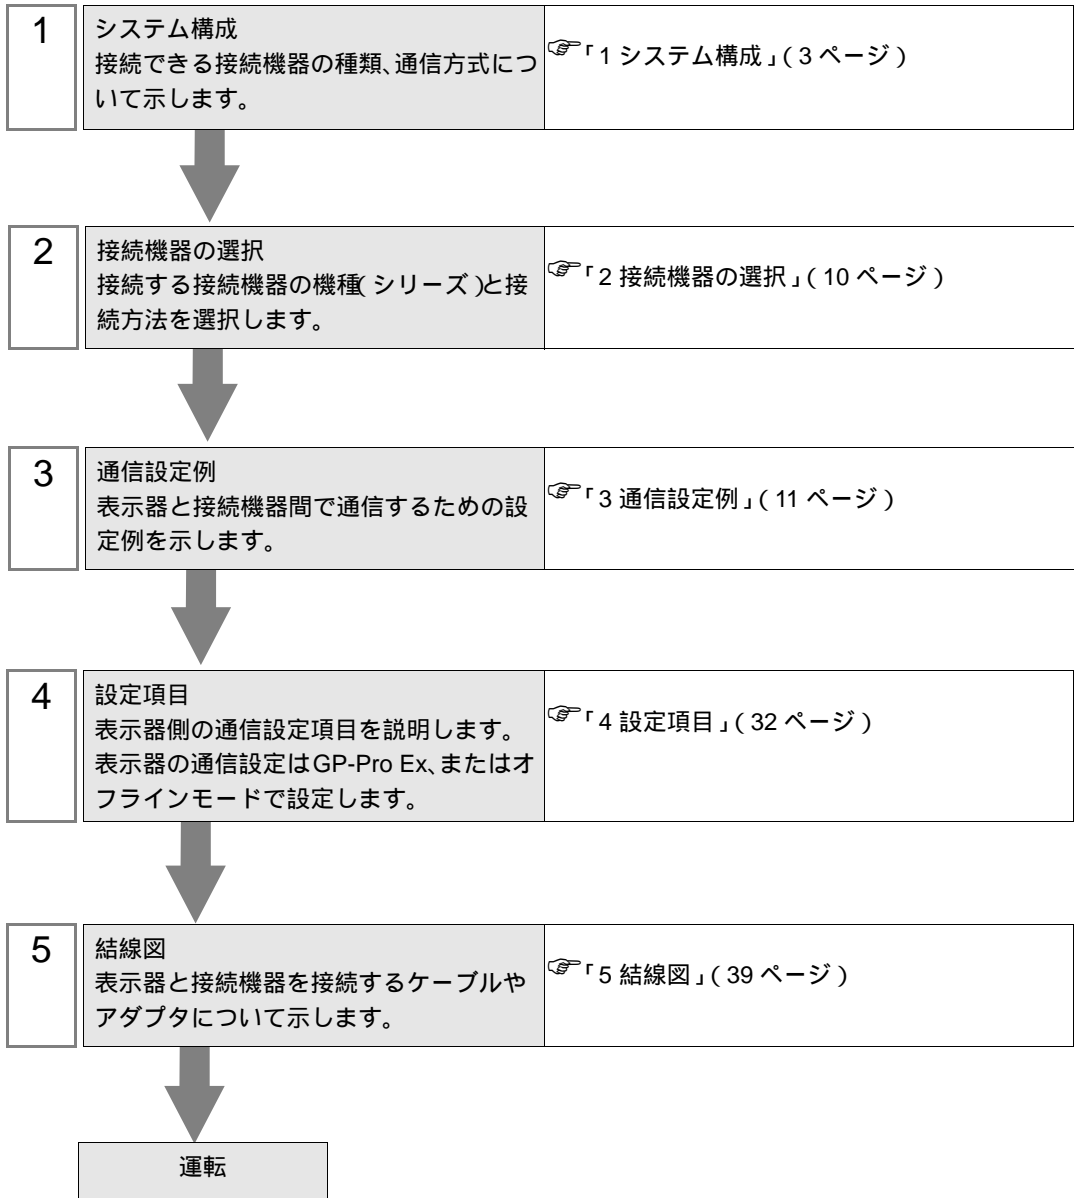 1
システム構成
接続できる接続機器の種類、通信方式につ
いて示します。
☞「1 システム構成」(3 ページ)
2
接続機器の選択
接続する接続機器の機種(シリーズ)と接
続方法を選択します。
☞「2 接続機器の選択」(10 ページ)
3
通信設定例
表示器と接続機器間で通信するための設
定例を示します。
☞「3 通信設定例」(11 ページ)
4
設定項目
表示器側の通信設定項目を説明します。
表示器の通信設定はGP-Pro Ex、またはオ
フラインモードで設定します。
☞「4 設定項目」(32 ページ)
5
結線図
表示器と接続機器を接続するケーブルや
アダプタについて示します。
☞「5 結線図」(39 ページ)
運転